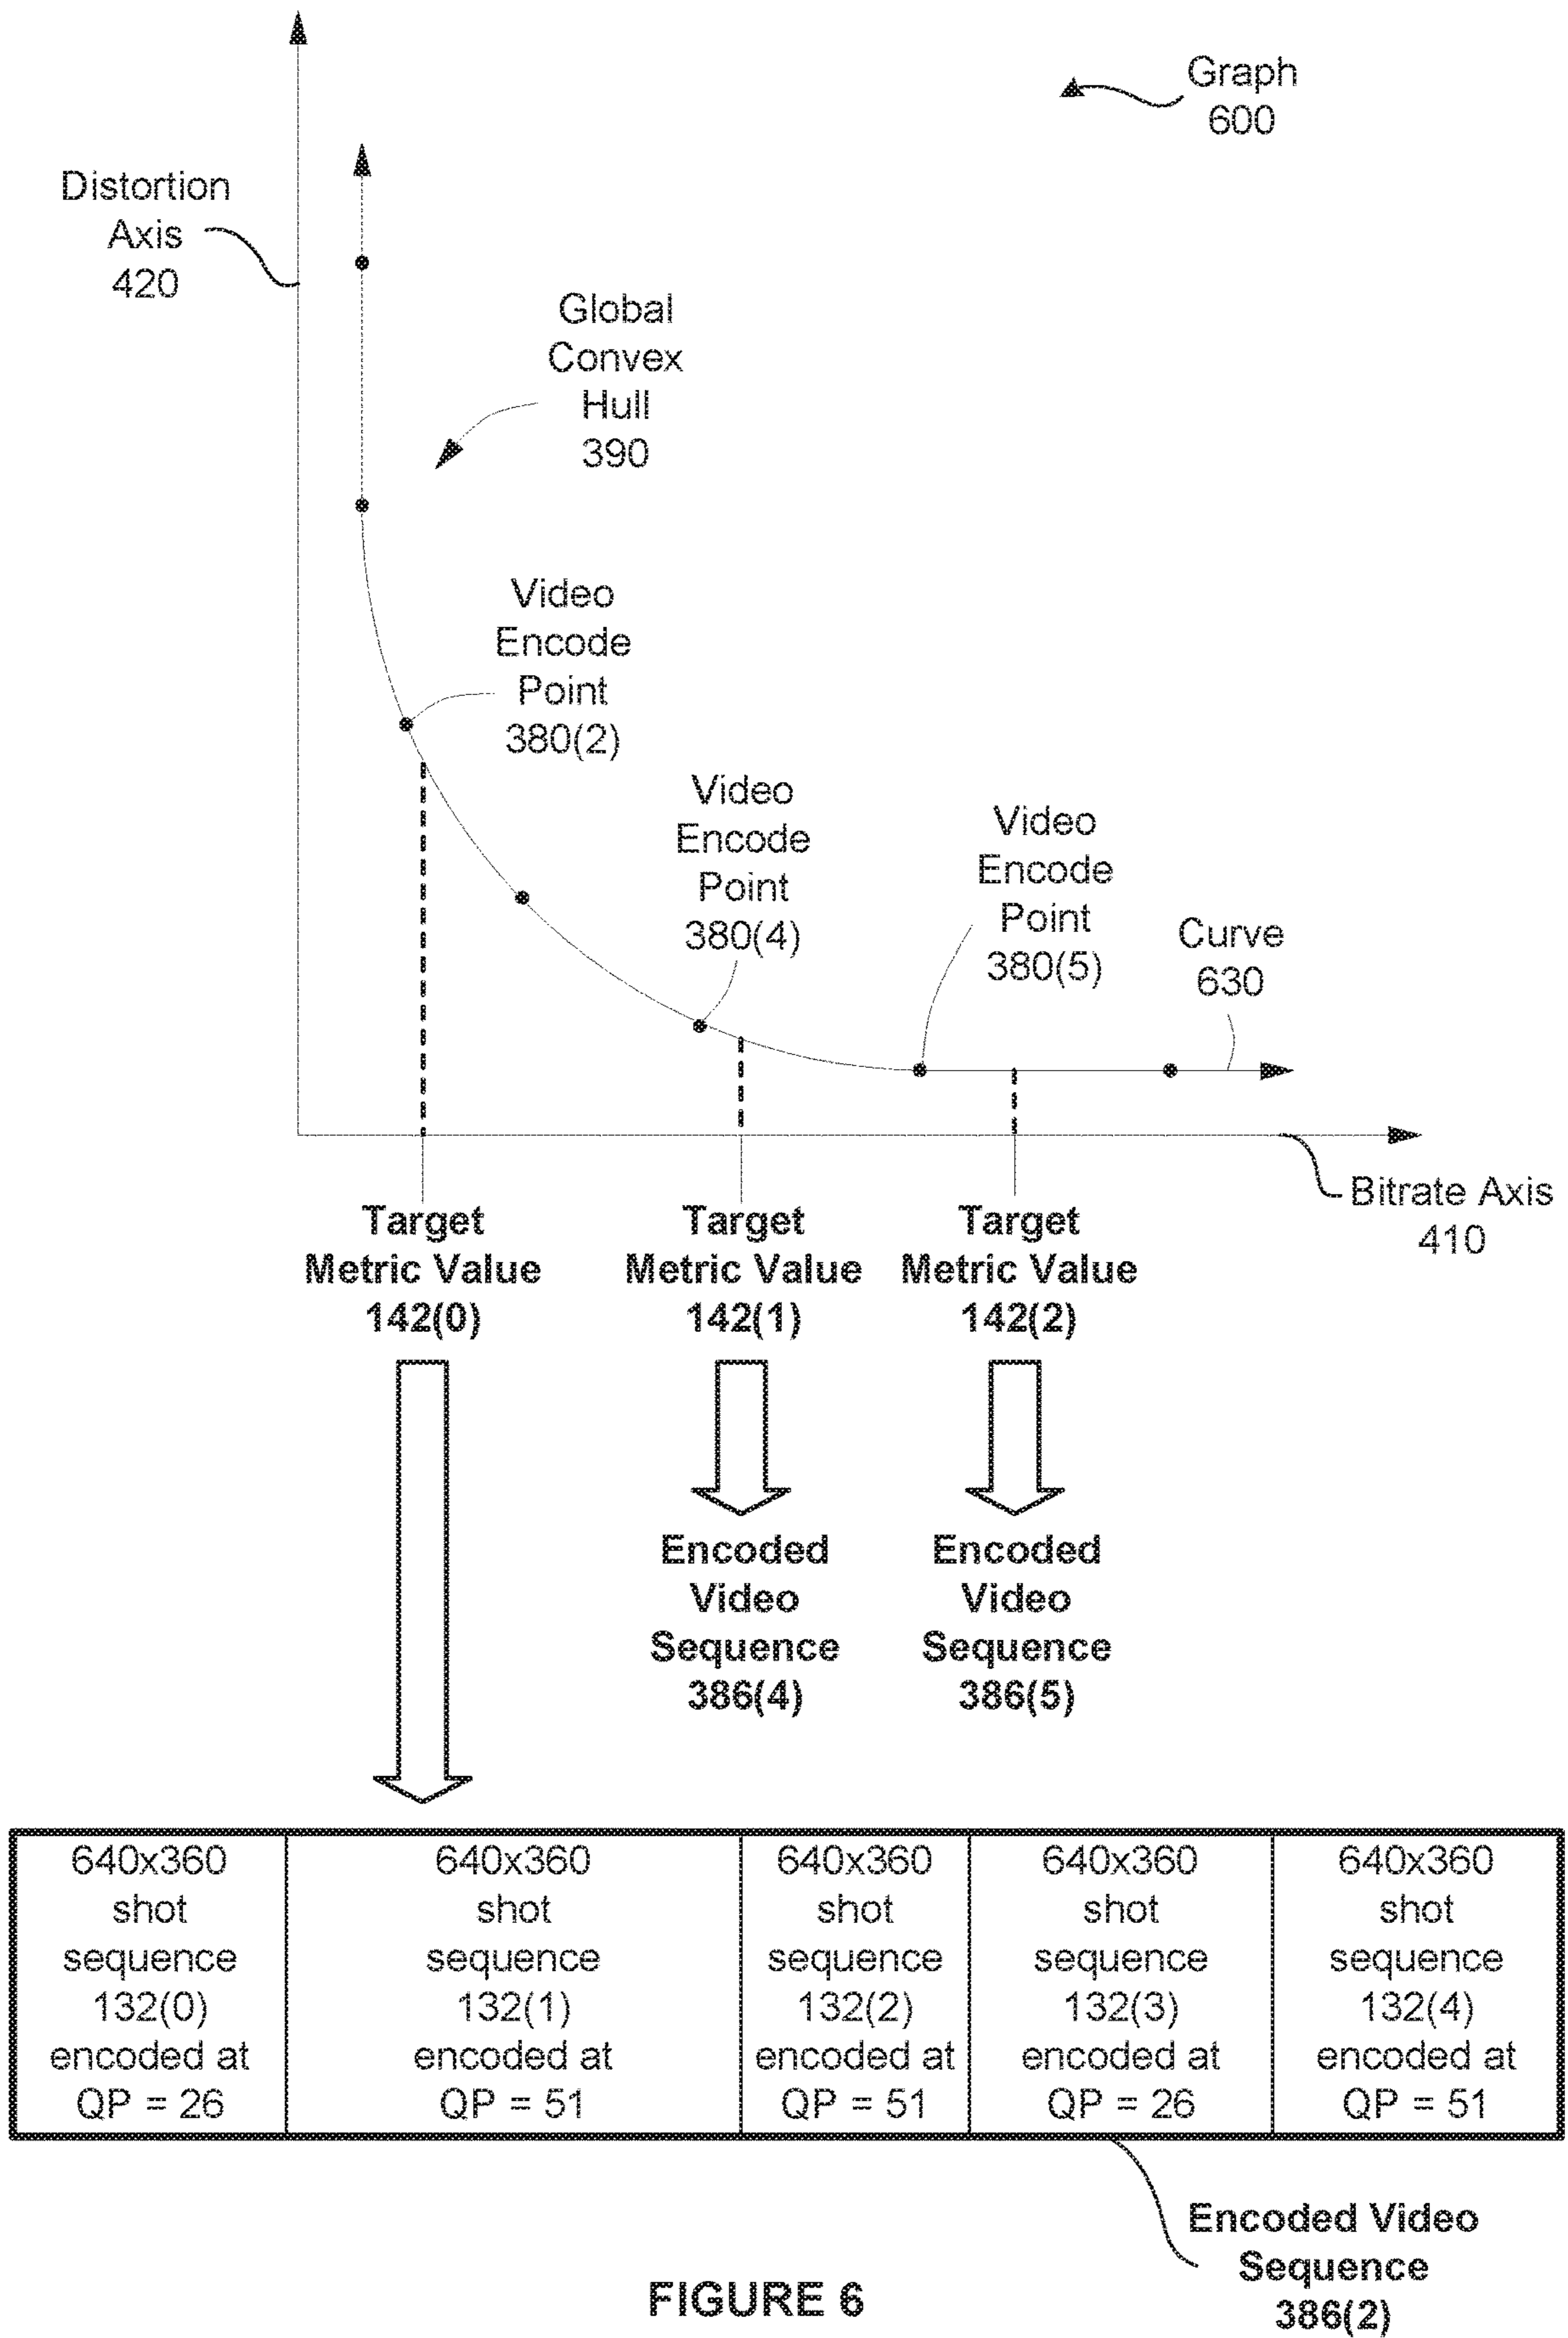 Graph
600
Distortion
Axis
420
Global
Convex
Hull
390
Video
Encode
Point
380(2)
Video
Encode
Point
380(4)
Video
Encode
Point
380(5)
Curve
630
Bitrate Axis
410
Target
Metric Value
142(0)
Target
Metric Value
142(1)
Target
Metric Value
142(2)
Encoded
Video
Sequence
386(4)
Encoded
Video
Sequence
386(5)
640x360
shot
sequence
132(0)
encoded at
QP = 26
640x360
shot
sequence
132(1)
encoded at
QP = 51
640x360
shot
sequence
132(2)
encoded at
QP = 51
640x360
shot
sequence
132(3)
encoded at
QP = 26
640x360
shot
sequence
132(4)
encoded at
QP = 51
Encoded Video
Sequence
386(2)
FIGURE 6